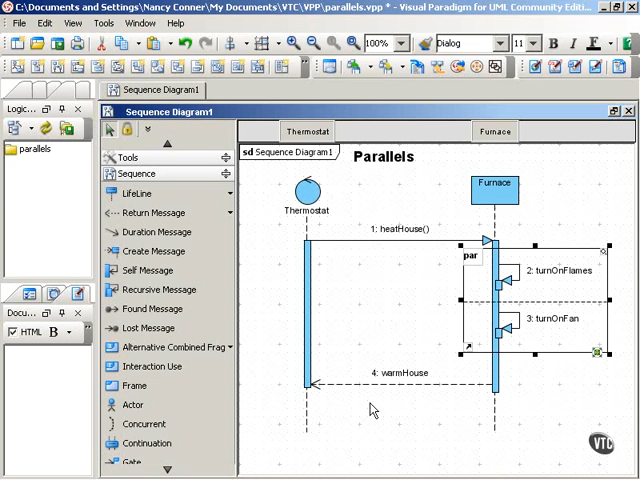 C:\Documents and Settings\Nancy Conner\My Documents\VTC\VPP\parallels.vpp * - Visual Paradigm for UML Community Editi...
File Edit View Tools Window Help
100% Dialog 11 B I F
Sequence Diagram1
Logic...
Sequence Diagram1
Thermostat Furnace
parallels
Tools
Sequence
LifeLine
Return Message
Duration Message
Create Message
Self Message
Recursive Message
Found Message
Lost Message
Alternative Combined Frag
Interaction Use
Frame
Actor
Concurrent
Continuation
Gate
sd Sequence Diagram1
Parallels
Thermostat
Furnace
1: heatHouse()
par
2: turnOnFlames
3: turnOnFan
4: warmHouse
Docu...
HTML B
VTC